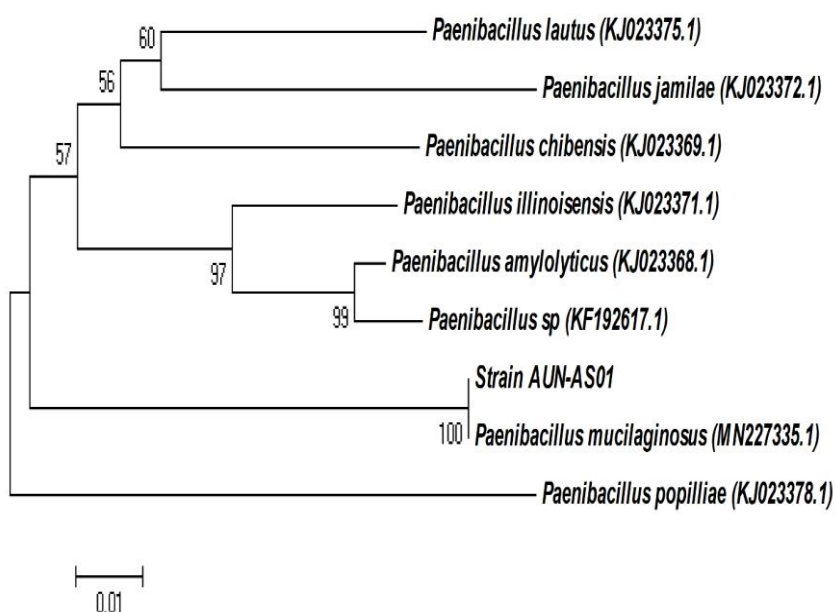 60
Paenibacillus lautus (KJ023375.1)
56
Paenibacillus jamilae (KJ023372.1)
57
Paenibacillus chibensis (KJ023369.1)
Paenibacillus illinoisensis (KJ023371.1)
97
Paenibacillus amylolyticus (KJ023368.1)
99
Paenibacillus sp (KF192617.1)
Strain AUN-AS01
100
Paenibacillus mucilaginosus (MN227335.1)
Paenibacillus popilliae (KJ023378.1)
0.01